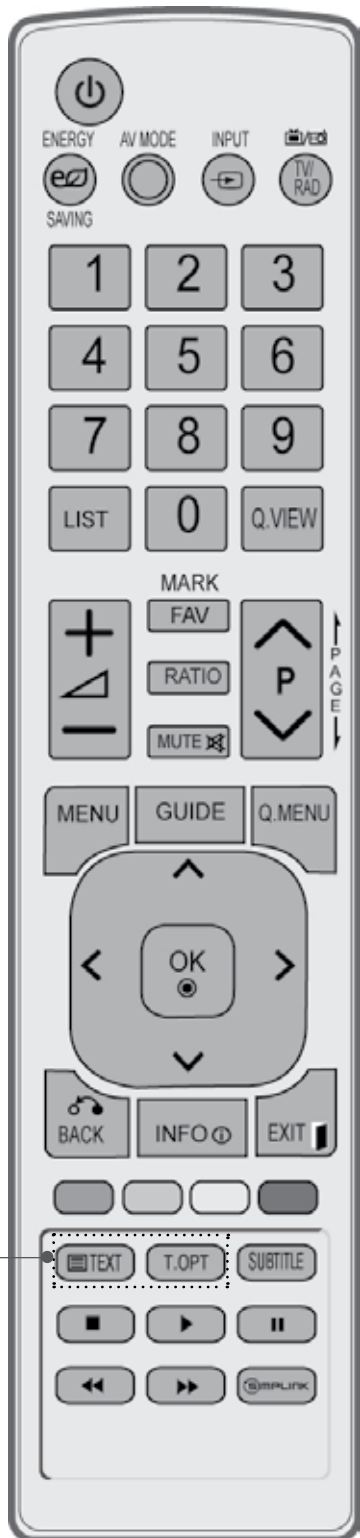 ENERGY AV MODE INPUT
TV/
RAD
SAVING
1 2 3
4 5 6
7 8 9
LIST 0 Q.VIEW
MARK
FAV
RATIO
P
PAGE
MUTE
MENU GUIDE Q.MENU
OK
BACK INFO i EXIT
TEXT T.OPT SUBTITLE
SIMPLINK